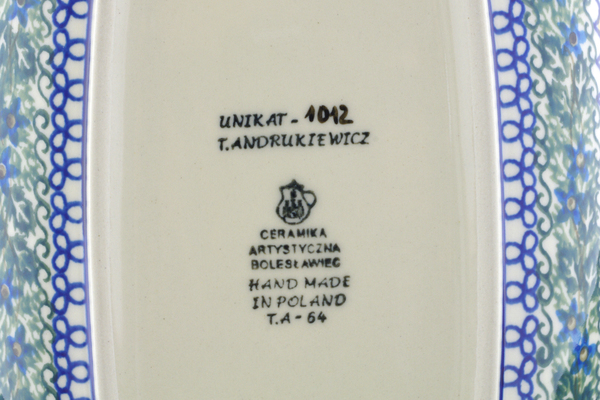 UNIKAT - 1012
T. ANDRUKIEWICZ
CERAMIKA
ARTYSTYCZNA
BOLESŁAWIEC
HAND MADE
IN POLAND
T.A - 64